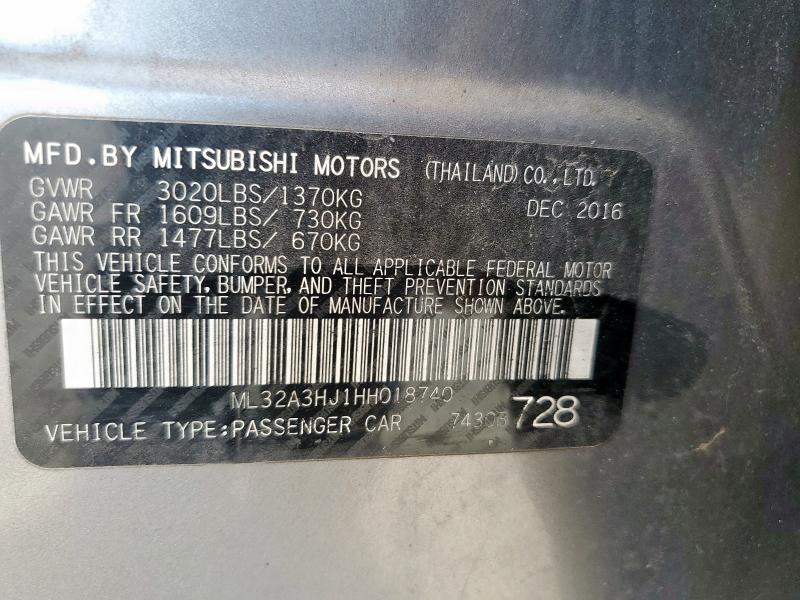 MFD.BY MITSUBISHI MOTORS (THAILAND) CO.,LTD.
GVWR 3020LBS/1370KG DEC 2016
GAWR FR 1609LBS/ 730KG
GAWR RR 1477LBS/ 670KG
THIS VEHICLE CONFORMS TO ALL APPLICABLE FEDERAL MOTOR
VEHICLE SAFETY, BUMPER, AND THEFT PREVENTION STANDARDS
IN EFFECT ON THE DATE OF MANUFACTURE SHOWN ABOVE.
ML32A3HJ1HH018740
VEHICLE TYPE:PASSENGER CAR 728